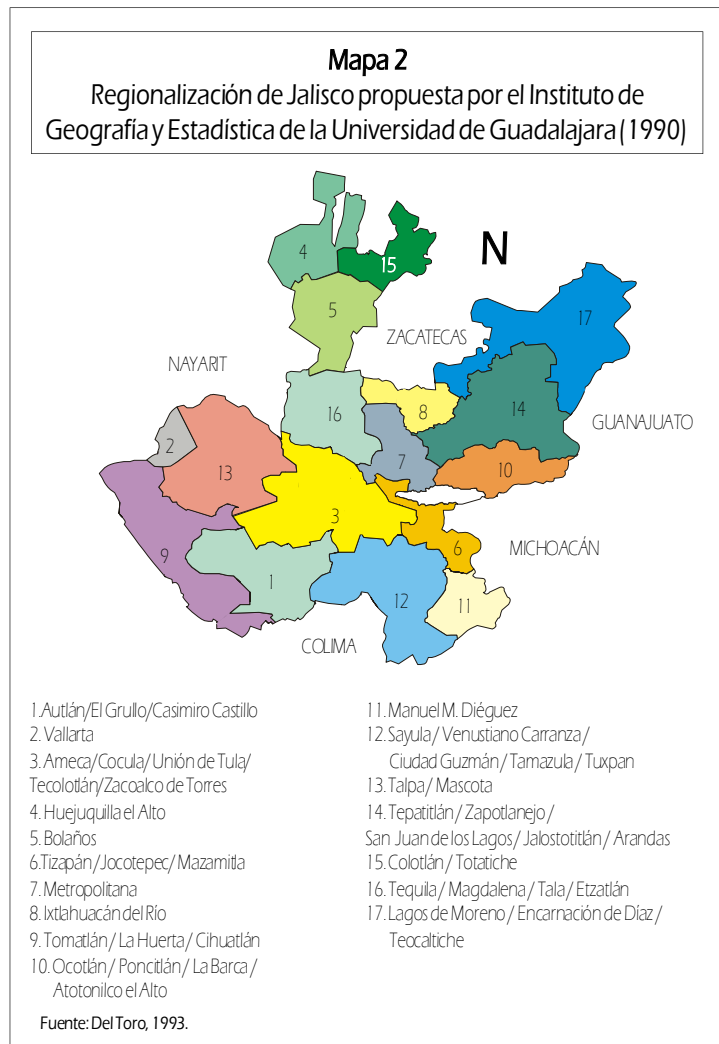 Mapa 2
Regionalización de Jalisco propuesta por el Instituto de
Geografía y Estadística de la Universidad de Guadalajara (1990)
4
15
N
5
17
ZACATECAS
NAYARIT
16
8
14
GUANAJUATO
2
13
7
10
3
9
6
MICHOACÁN
1
12
11
COLIMA
1.Autlán/El Grullo/Casimiro Castillo
2. Vallarta
3. Ameca/Cocula/Unión de Tula/
Tecolotlán/Zacoalco de Torres
4. Huejuquilla el Alto
5. Bolaños
6.Tizapán/Jocotepec/Mazamitla
7. Metropolitana
8. Ixtlahuacán del Río
9. Tomatlán / La Huerta / Cihuatlán
10. Ocotlán / Poncitlán / La Barca /
Atotonilco el Alto
11. Manuel M. Diéguez
12. Sayula / Venustiano Carranza /
Ciudad Guzmán / Tamazula / Tuxpan
13. Talpa / Mascota
14. Tepatitlán / Zapotlanejo /
San Juan de los Lagos / Jalostotitlán / Arandas
15. Colotlán / Totatiche
16. Tequila / Magdalena / Tala / Etzatlán
17. Lagos de Moreno / Encarnación de Díaz /
Teocaltiche
Fuente: Del Toro, 1993.